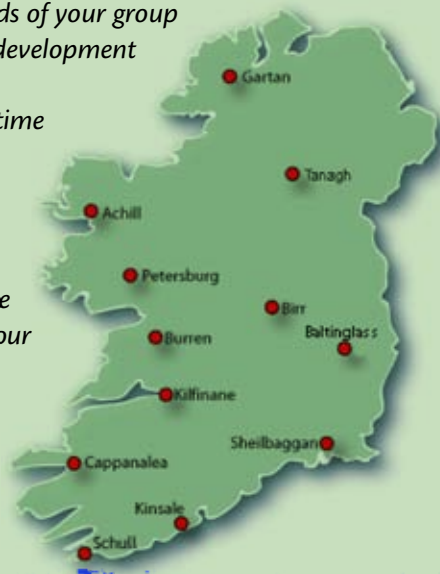 ds of your group
development
time
e
our
Gartan
Tanagh
Achill
Petersburg
Birr
Burren
Baltinglass
Kilfinane
Sheilbaggan
Cappanalea
Kinsale
Schull